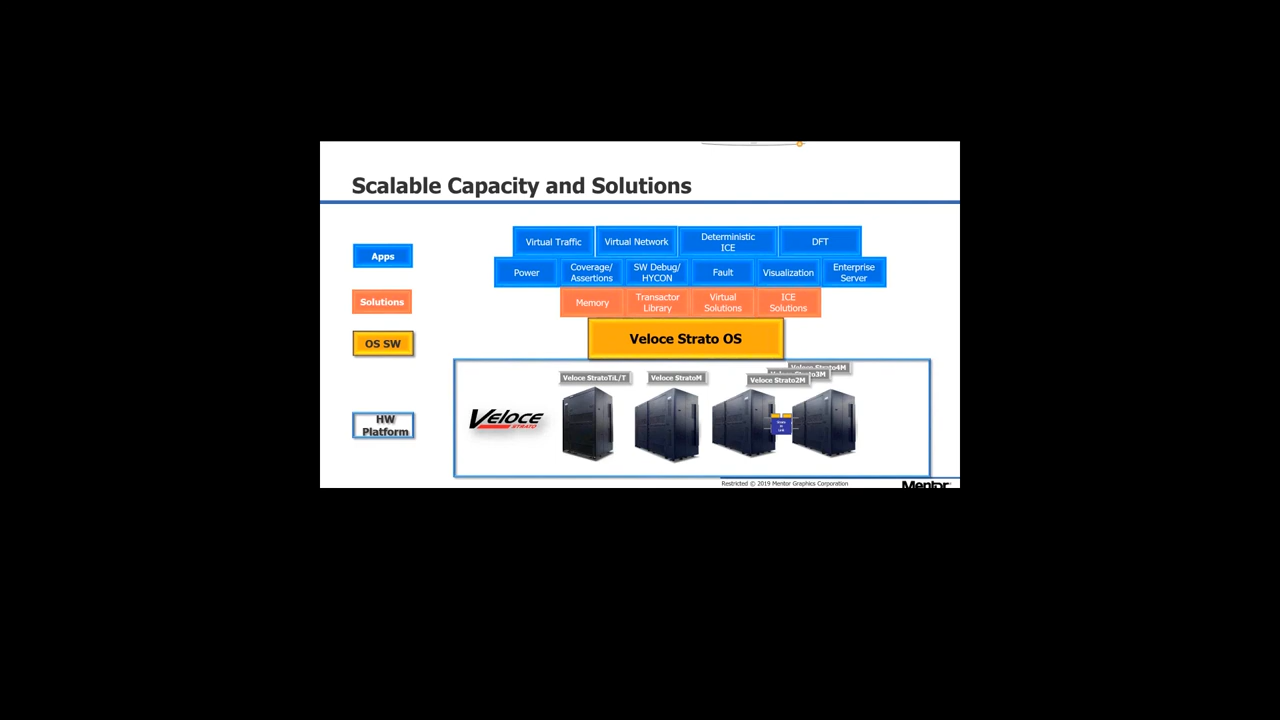 Scalable Capacity and Solutions
Apps
Solutions
OS SW
HW
Platform
Virtual Traffic
Virtual Network
Deterministic
ICE
DFT
Power
Coverage/
Assertions
SW Debug/
HYCON
Fault
Visualization
Enterprise
Server
Memory
Transactor
Library
Virtual
Solutions
ICE
Solutions
Veloce Strato OS
VELOCE
STRATO
Veloce StratoTiL/T
Veloce StratoM
Veloce Strato2M
Strato3M
Veloce Strato4M
Restricted © 2019 Mentor Graphics Corporation
Mentor